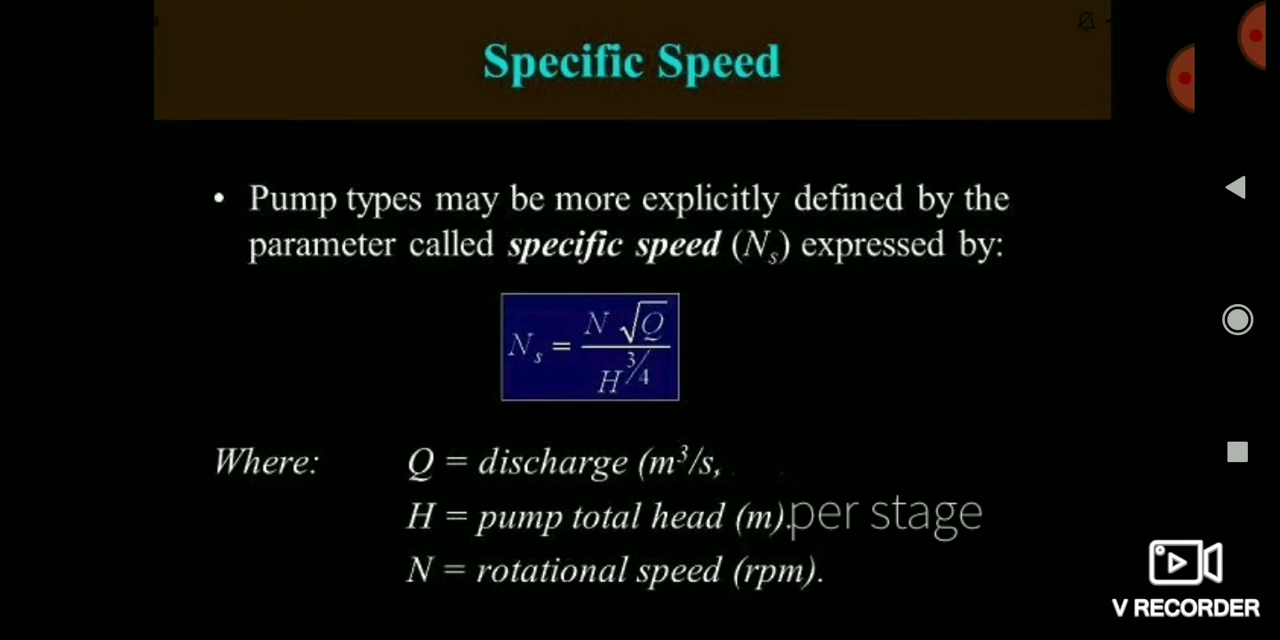 Specific Speed
• Pump types may be more explicitly defined by the
parameter called specific speed (Ns) expressed by:
Ns = N √Q / H^3/4
Where: Q = discharge (m³/s,
H = pump total head (m).per stage
N = rotational speed (rpm).
V RECORDER